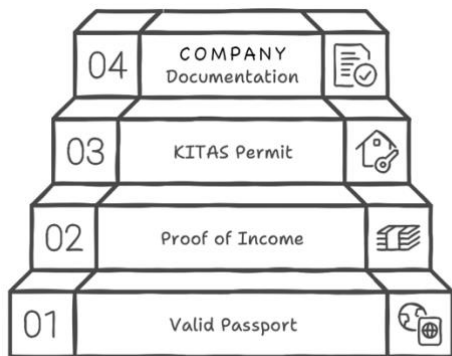 04
COMPANY
Documentation
03
KITAS Permit
02
Proof of Income
01
Valid Passport